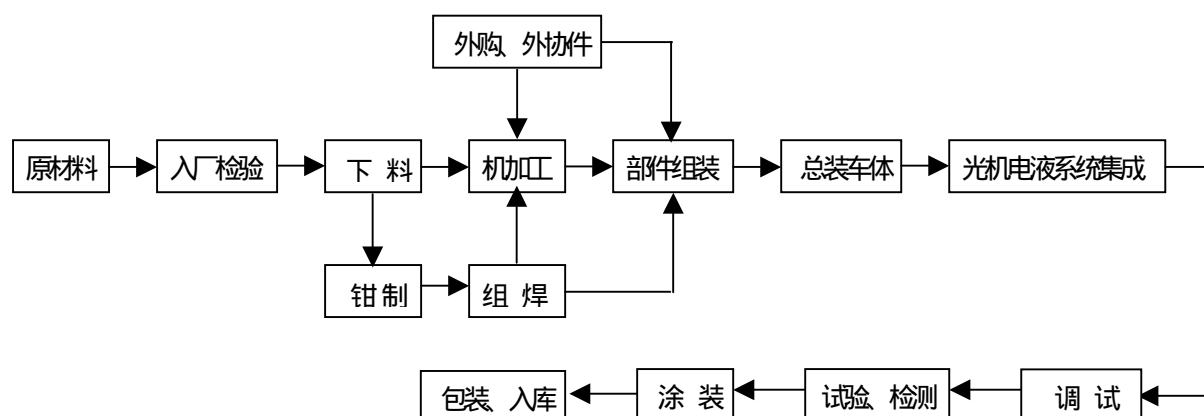 外购、外协件
原材料
入厂检验
下 料
机加工
部件组装
总装车体
光机电液系统集成
钳 制
组 焊
包装、入库
涂 装
试验、检测
调 试